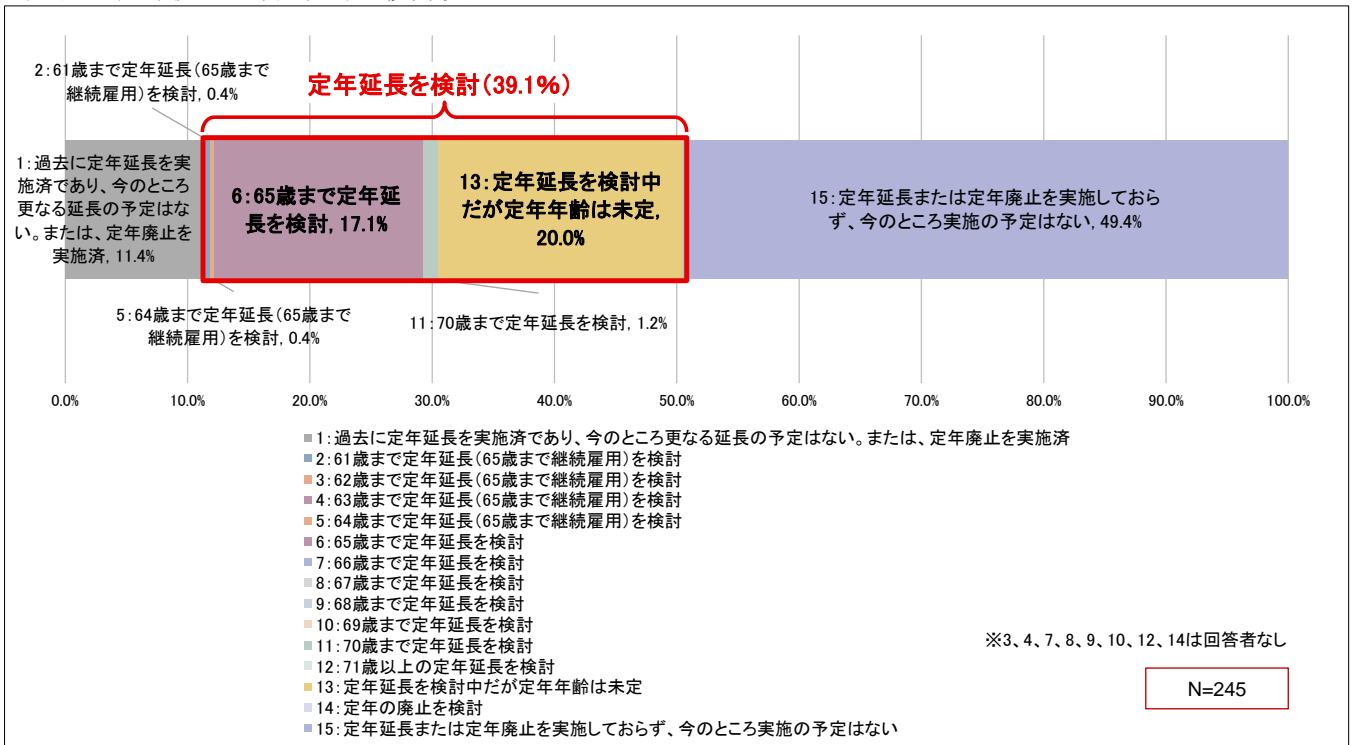 定年延長を検討（39.1%）
2：61歳まで定年延長（65歳まで
継続雇用）を検討, 0.4%
1：過去に定年延長を実
施済であり、今のところ
更なる延長の予定はな
い。または、定年廃止を
実施済, 11.4%
6：65歳まで定年延
長を検討, 17.1%
13：定年延長を検討中
だが定年年齢は未定,
20.0%
15：定年延長または定年廃止を実施しておら
ず、今のところ実施の予定はない, 49.4%
5：64歳まで定年延長（65歳まで
継続雇用）を検討, 0.4%
11：70歳まで定年延長を検討, 1.2%
0.0% 10.0% 20.0% 30.0% 40.0% 50.0% 60.0% 70.0% 80.0% 90.0% 100.0%
1：過去に定年延長を実施済であり、今のところ更なる延長の予定はない。または、定年廃止を実施済
2：61歳まで定年延長（65歳まで継続雇用）を検討
3：62歳まで定年延長（65歳まで継続雇用）を検討
4：63歳まで定年延長（65歳まで継続雇用）を検討
5：64歳まで定年延長（65歳まで継続雇用）を検討
6：65歳まで定年延長を検討
7：66歳まで定年延長を検討
8：67歳まで定年延長を検討
9：68歳まで定年延長を検討
10：69歳まで定年延長を検討
11：70歳まで定年延長を検討
12：71歳以上の定年延長を検討
13：定年延長を検討中だが定年年齢は未定
14：定年の廃止を検討
15：定年延長または定年廃止を実施しておらず、今のところ実施の予定はない
※3、4、7、8、9、10、12、14は回答者なし
N=245